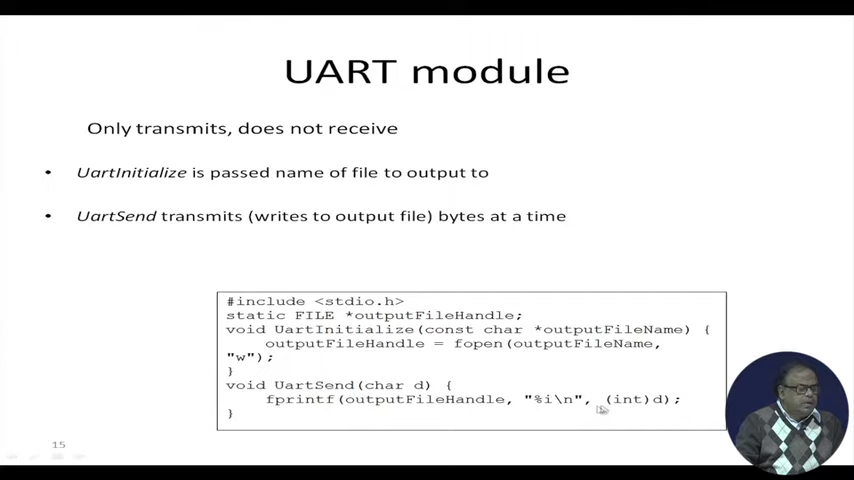 UART module
Only transmits, does not receive
• UartInitialize is passed name of file to output to
• UartSend transmits (writes to output file) bytes at a time
#include <stdio.h>
static FILE *outputFileHandle;
void UartInitialize(const char *outputFileName) {
outputFileHandle = fopen(outputFileName,
"w");
}
void UartSend(char d) {
fprintf(outputFileHandle, "%i\n", (int)d);
}
15